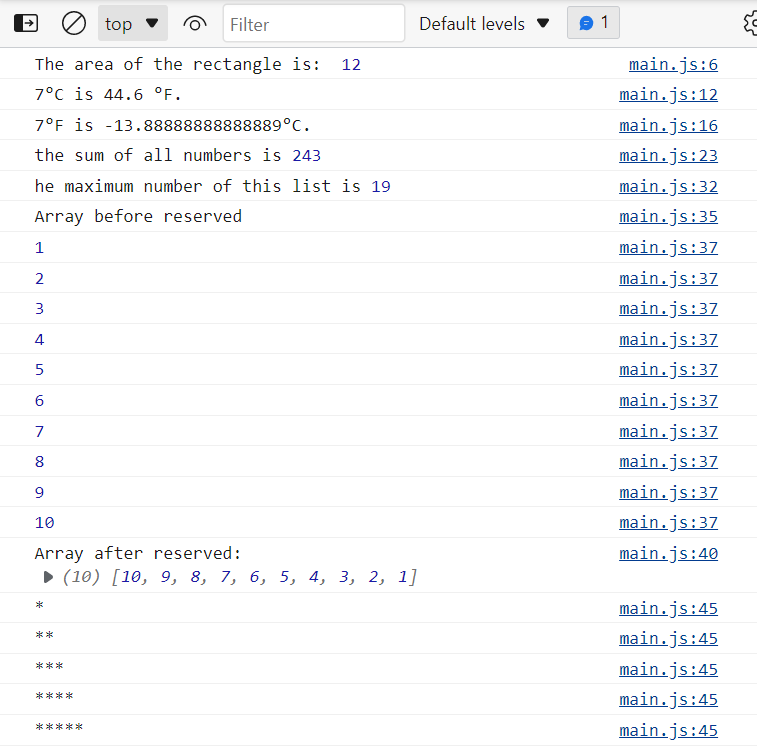 top Filter Default levels 1
The area of the rectangle is:  12 main.js:6
7°C is 44.6 °F. main.js:12
7°F is -13.88888888888889°C. main.js:16
the sum of all numbers is 243 main.js:23
he maximum number of this list is 19 main.js:32
Array before reserved main.js:35
1 main.js:37
2 main.js:37
3 main.js:37
4 main.js:37
5 main.js:37
6 main.js:37
7 main.js:37
8 main.js:37
9 main.js:37
10 main.js:37
Array after reserved: main.js:40
(10) [10, 9, 8, 7, 6, 5, 4, 3, 2, 1]
* main.js:45
** main.js:45
*** main.js:45
**** main.js:45
***** main.js:45